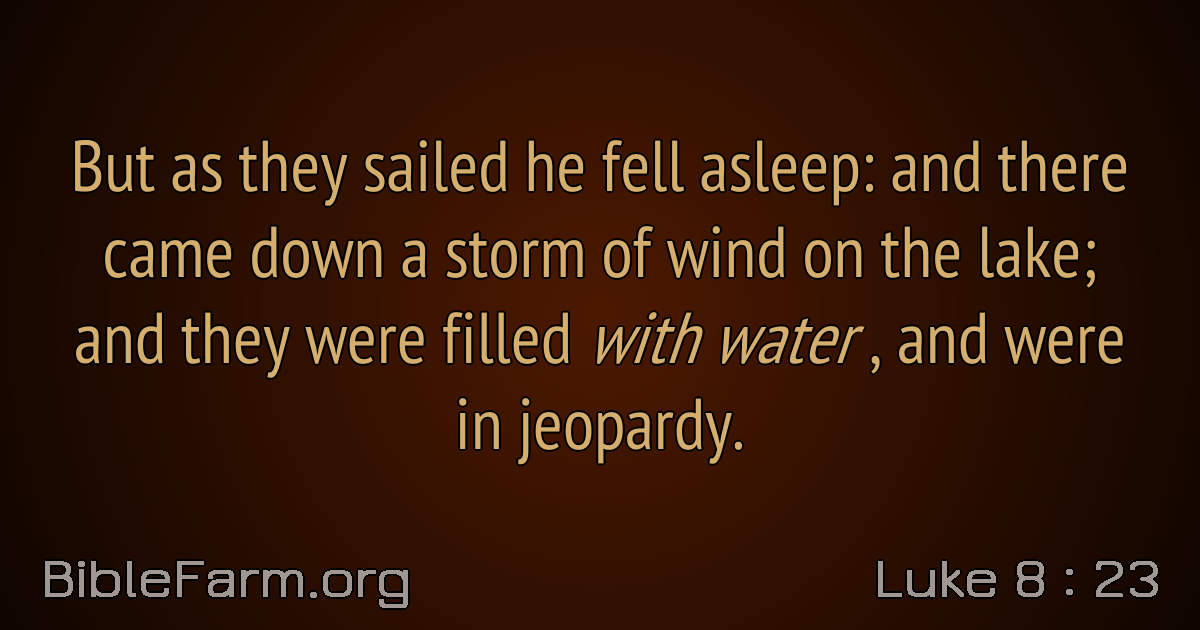 But as they sailed he fell asleep: and there
came down a storm of wind on the lake;
and they were filled with water , and were
in jeopardy.
BibleFarm.org
Luke 8 : 23